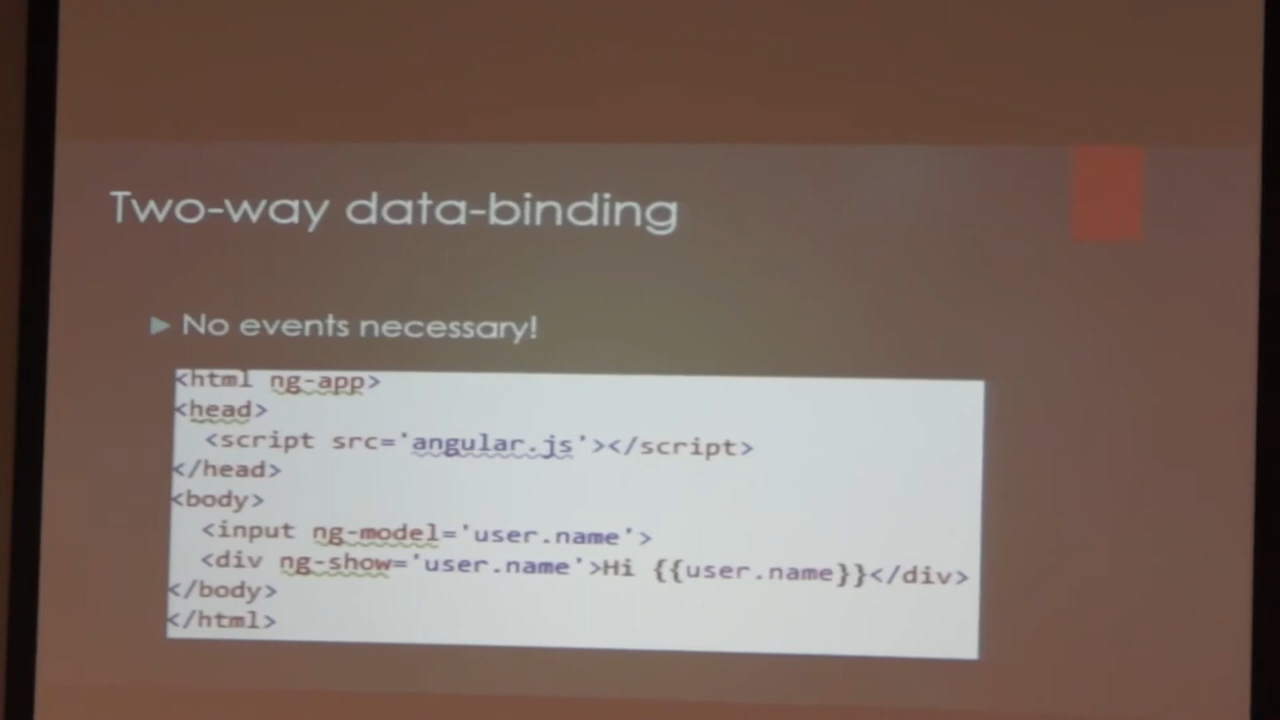 Two-way data-binding
No events necessary!
<html ng-app>
<head>
  <script src='angular.js'></script>
</head>
<body>
  <input ng-model='user.name'>
  <div ng-show='user.name'>Hi {{user.name}}</div>
</body>
</html>